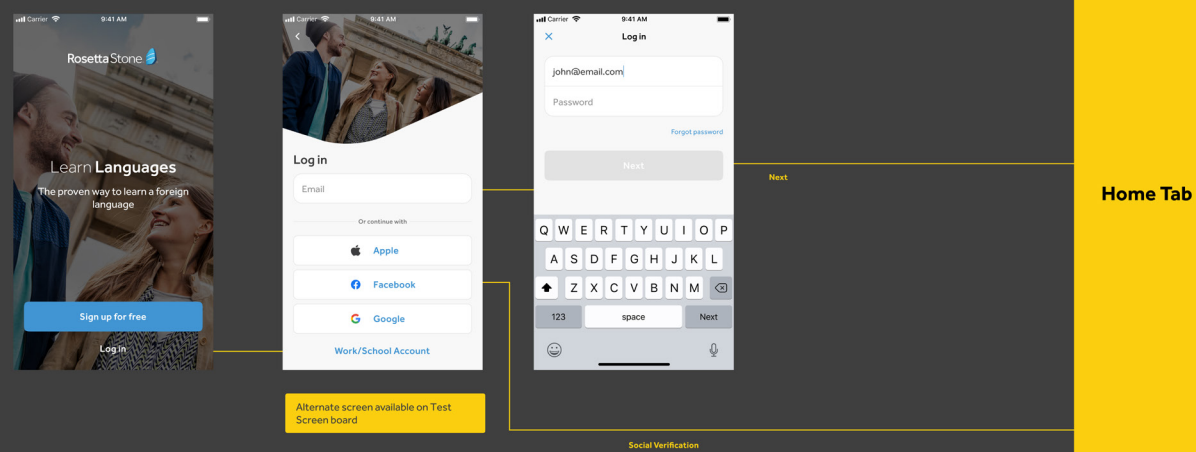 Carrier
9:41 AM
Rosetta Stone
Learn Languages
The proven way to learn a foreign
language
Sign up for free
Log in
Carrier
9:41 AM
Log in
Email
Or continue with
Apple
Facebook
Google
Work/School Account
Alternate screen available on Test
Screen board
Carrier
9:41 AM
Log in
john@email.com
Password
Forgot password
Next
Q W E R T Y U I O P
A S D F G H J K L
Z X C V B N M
123
space
Next
Next
Social Verification
Home Tab